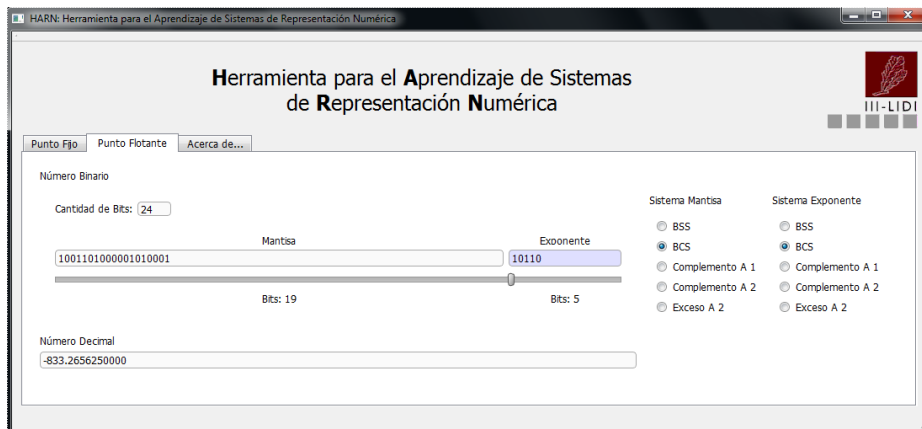 HARN: Herramienta para el Aprendizaje de Sistemas de Representación Numérica
Herramienta para el Aprendizaje de Sistemas
de Representación Numérica
III-LIDI
Punto Fijo Punto Flotante Acerca de...
Número Binario
Cantidad de Bits: 24
Mantisa Exponente
1001101000001010001 10110
Bits: 19 Bits: 5
Número Decimal
-833.2656250000
Sistema Mantisa
BSS
BCS
Complemento A 1
Complemento A 2
Exceso A 2
Sistema Exponente
BSS
BCS
Complemento A 1
Complemento A 2
Exceso A 2